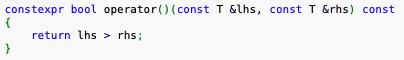 constexpr bool operator()(const T &lhs, const T &rhs) const
{
    return lhs > rhs;
}